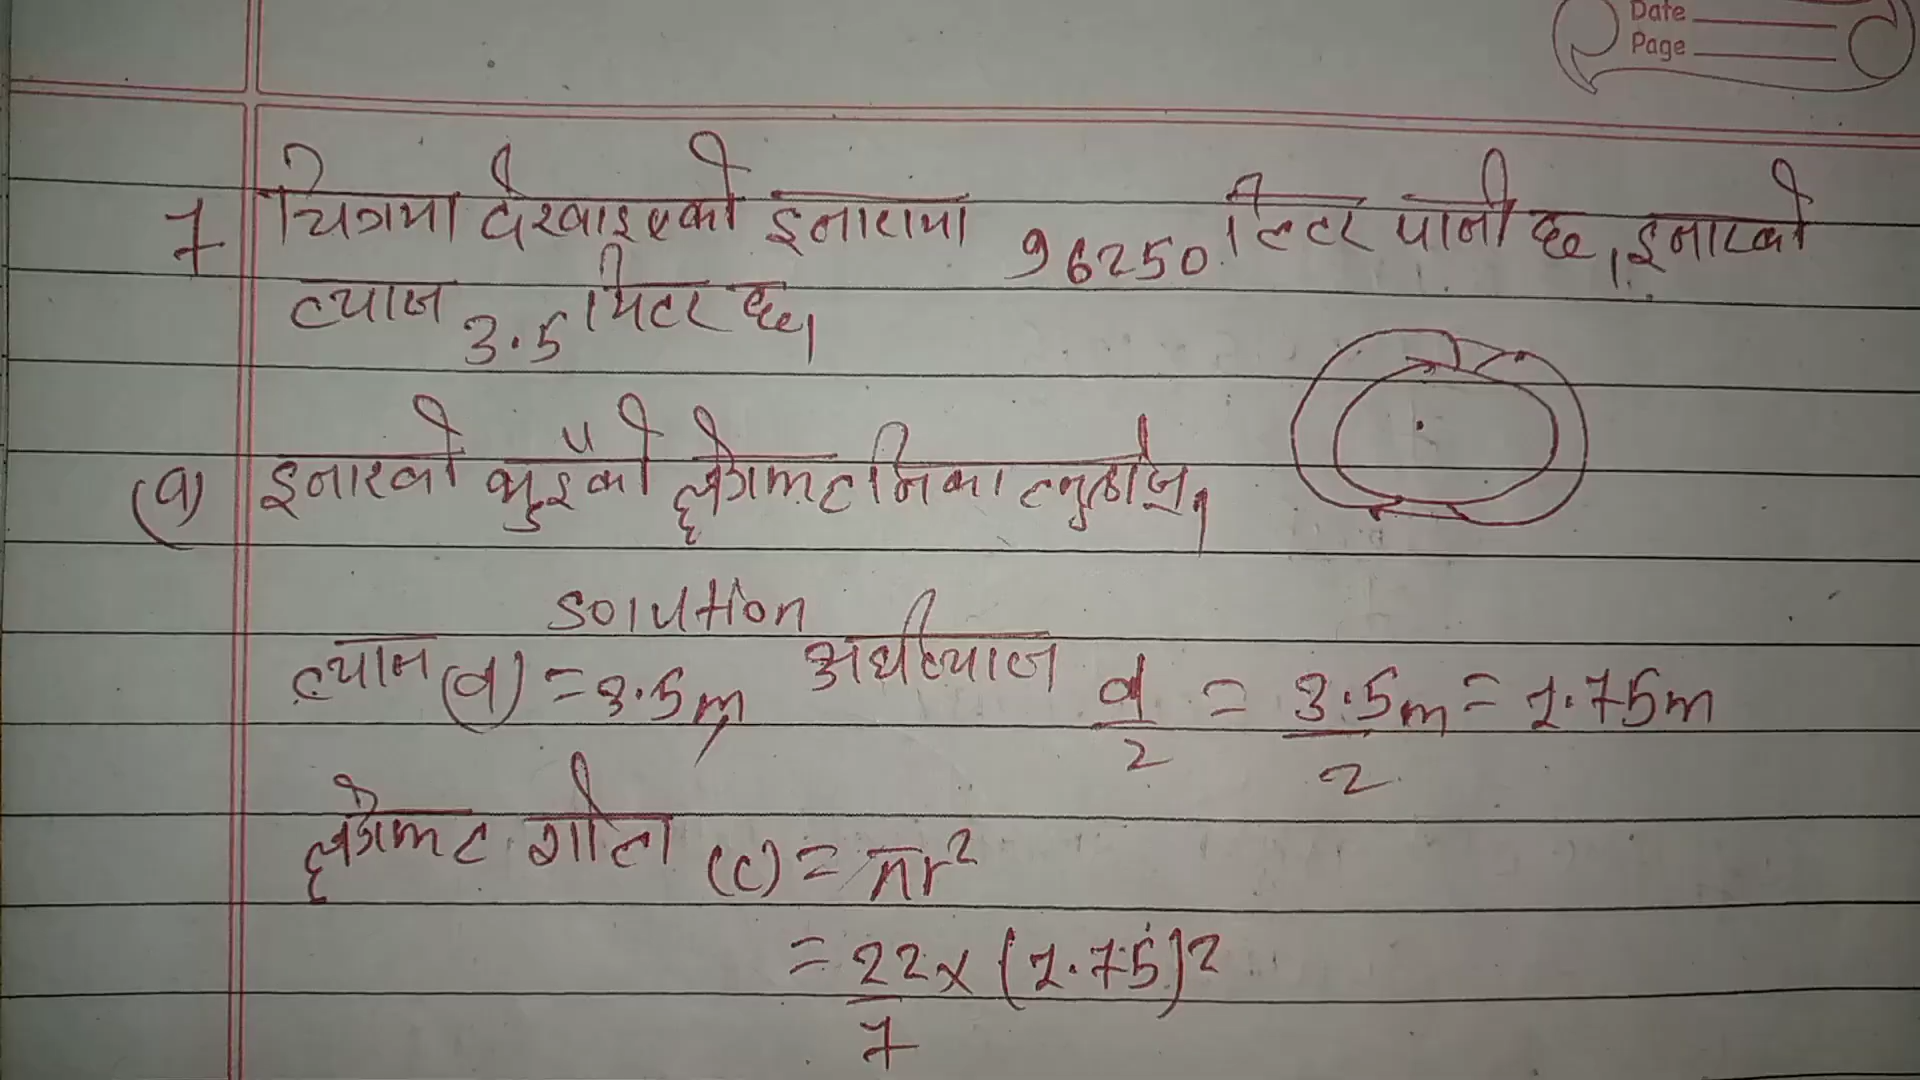 Date
Page
7 चित्रमा देखाइएको इनारमा 96250 लिटर पानी छ, इनारको
व्यास 3.5 मिटर छ।
(a) इनारको भुइँको क्षेत्रफल निकाल्नुहोस्।
solution
व्यास (d) = 3.5m अर्धव्यास d/2 = 3.5m/2 = 1.75m
क्षेत्रफल गोला (c) = πr²
= 22/7 x (1.75)²